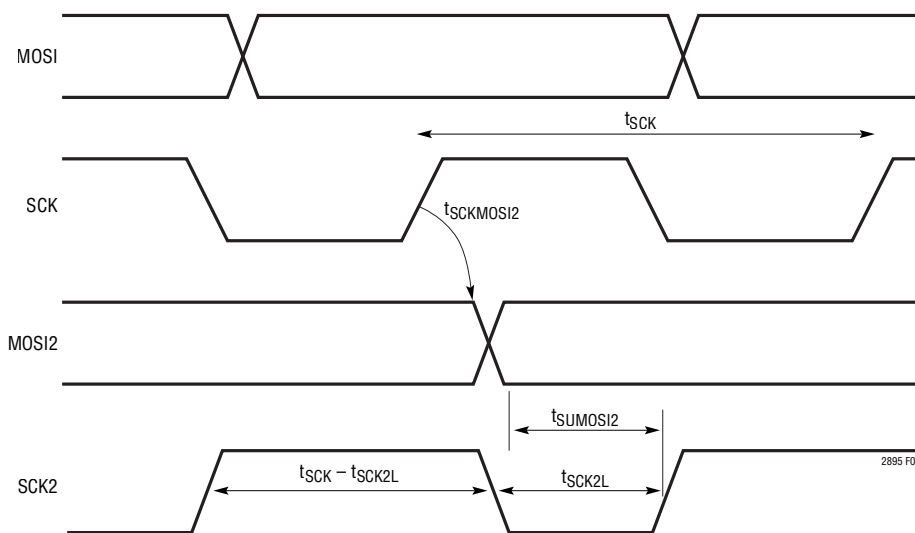 MOSI
tSCK
SCK
tSCKMOSI2
MOSI2
tSUMOSI2
2895 F0
SCK2
tSCK – tSCK2L
tSCK2L